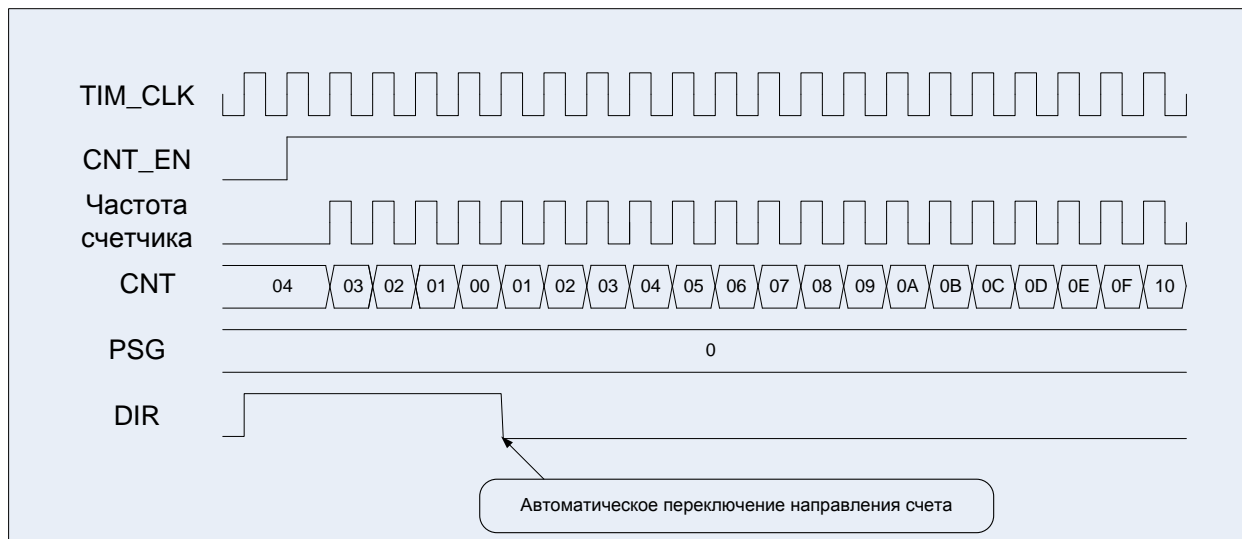 TIM_CLK
CNT_EN
Частота
счетчика
CNT
04 03 02 01 00 01 02 03 04 05 06 07 08 09 0A 0B 0C 0D 0E 0F 10
PSG
0
DIR
Автоматическое переключение направления счета